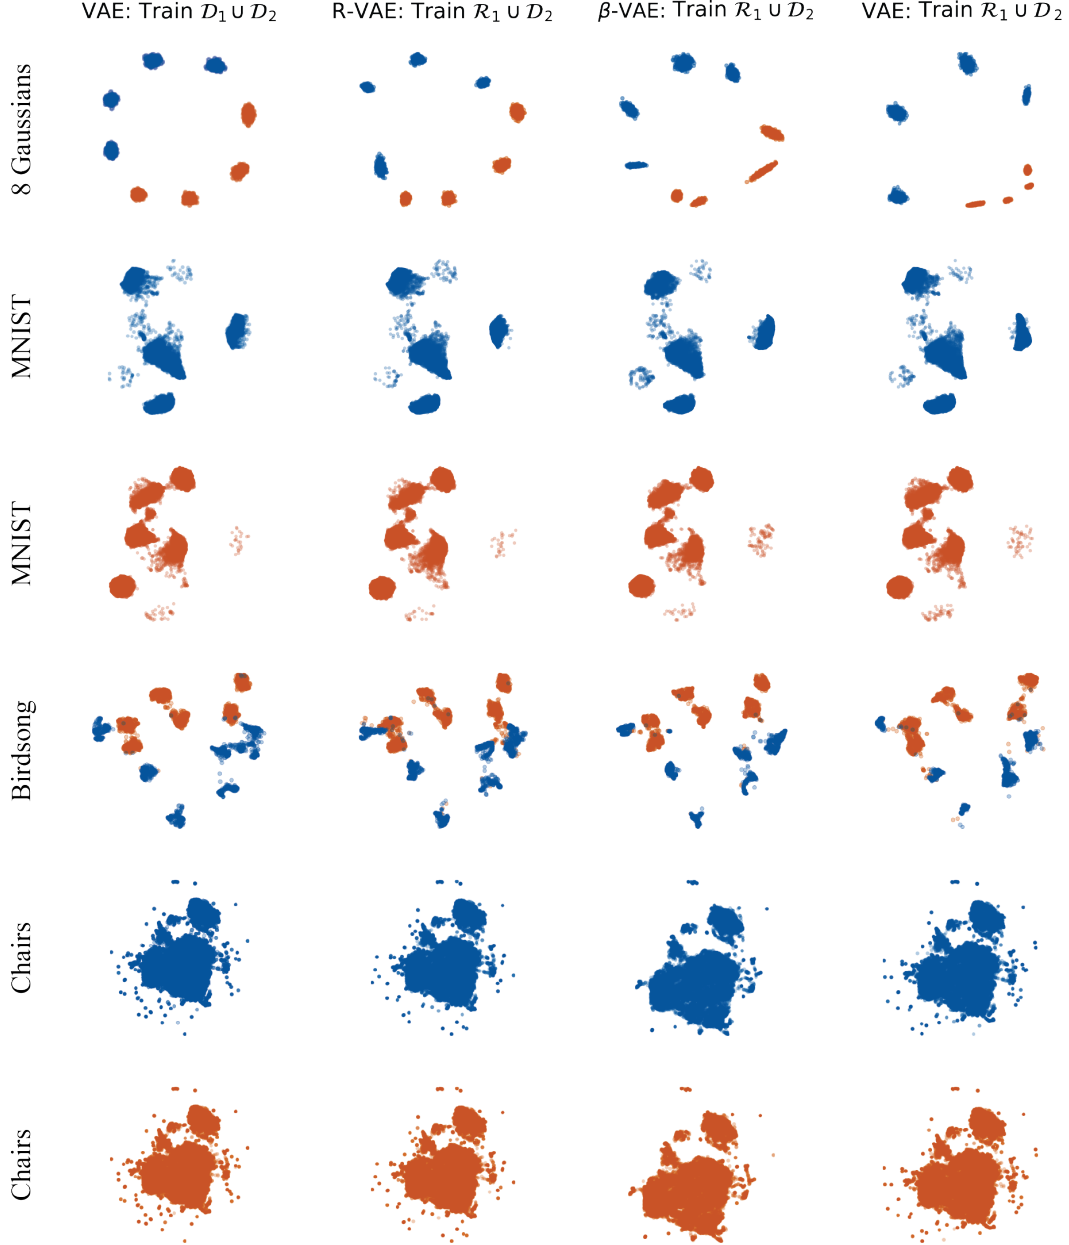 VAE: Train 𝒟₁ ∪ 𝒟₂
R-VAE: Train ℛ₁ ∪ 𝒟₂
β-VAE: Train ℛ₁ ∪ 𝒟₂
VAE: Train ℛ₁ ∪ 𝒟₂
8 Gaussians
MNIST
MNIST
Birdsong
Chairs
Chairs